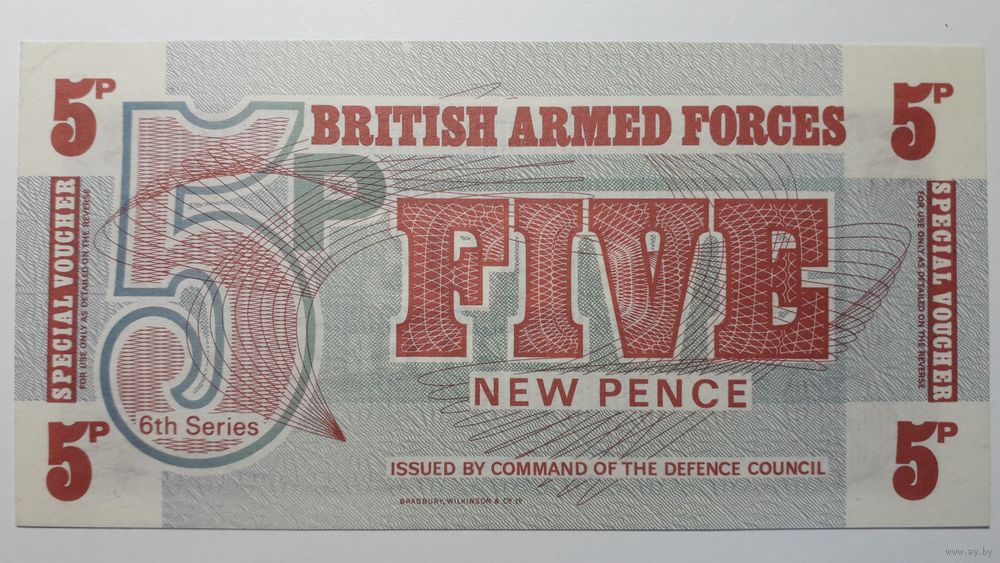 5P
5P
BRITISH ARMED FORCES
5P
SPECIAL VOUCHER
FOR USE ONLY AS DETAILED ON THE REVERSE
5P
FIVE
NEW PENCE
6th Series
SPECIAL VOUCHER
FOR USE ONLY AS DETAILED ON THE REVERSE
5P
ISSUED BY COMMAND OF THE DEFENCE COUNCIL
5P
BRADBURY, WILKINSON & Co. Ld.
www.ay.by